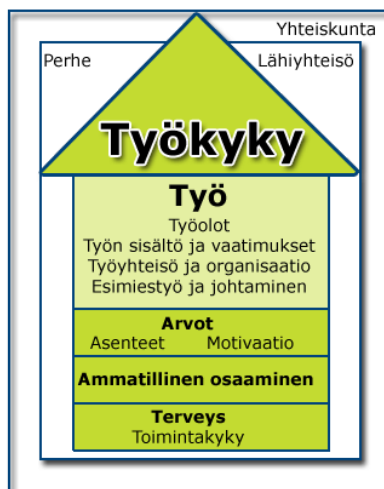 Yhteiskunta
Perhe Lähiyhteisö
Työkyky
Työ
Työolot
Työn sisältö ja vaatimukset
Työyhteisö ja organisaatio
Esimiestyö ja johtaminen
Arvot
Asenteet Motivaatio
Ammatillinen osaaminen
Terveys
Toimintakyky